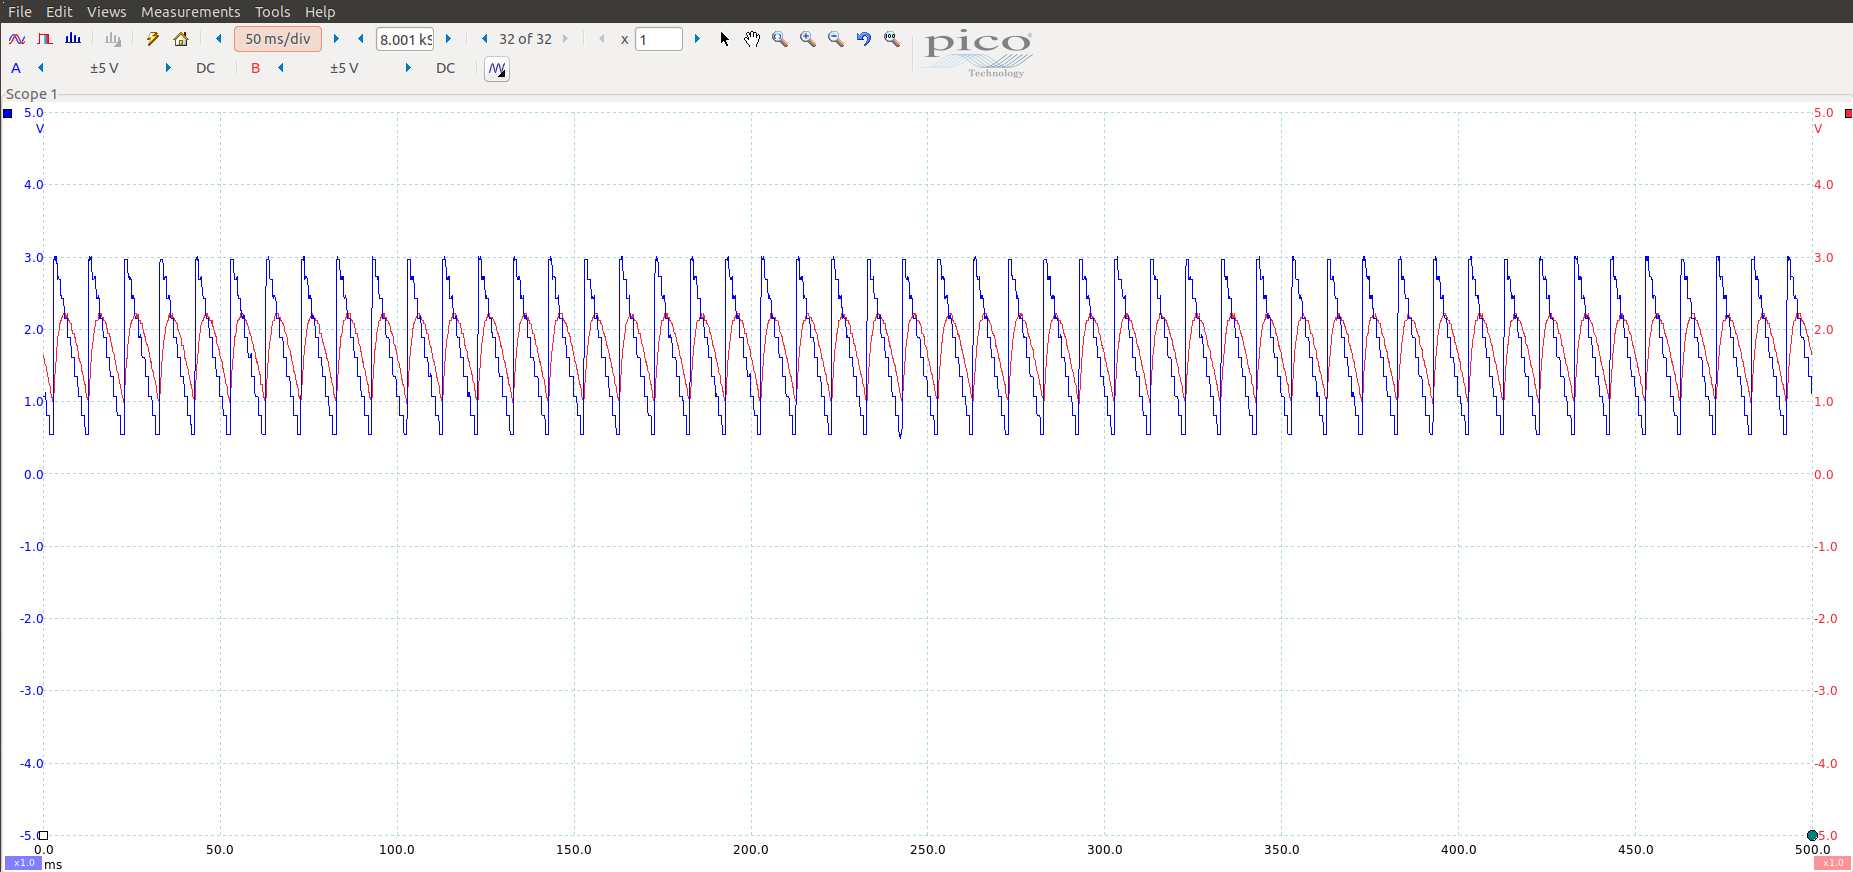 File Edit Views Measurements Tools Help
50 ms/div 8.001 kS 32 of 32 x 1 pico Technology
A ±5 V DC B ±5 V DC
Scope 1
5.0 5.0
V V
4.0 4.0
3.0 3.0
2.0 2.0
1.0 1.0
0.0 0.0
-1.0 -1.0
-2.0 -2.0
-3.0 -3.0
-4.0 -4.0
-5.0 5.0
0.0 50.0 100.0 150.0 200.0 250.0 300.0 350.0 400.0 450.0 500.0
x1.0 ms x1.0